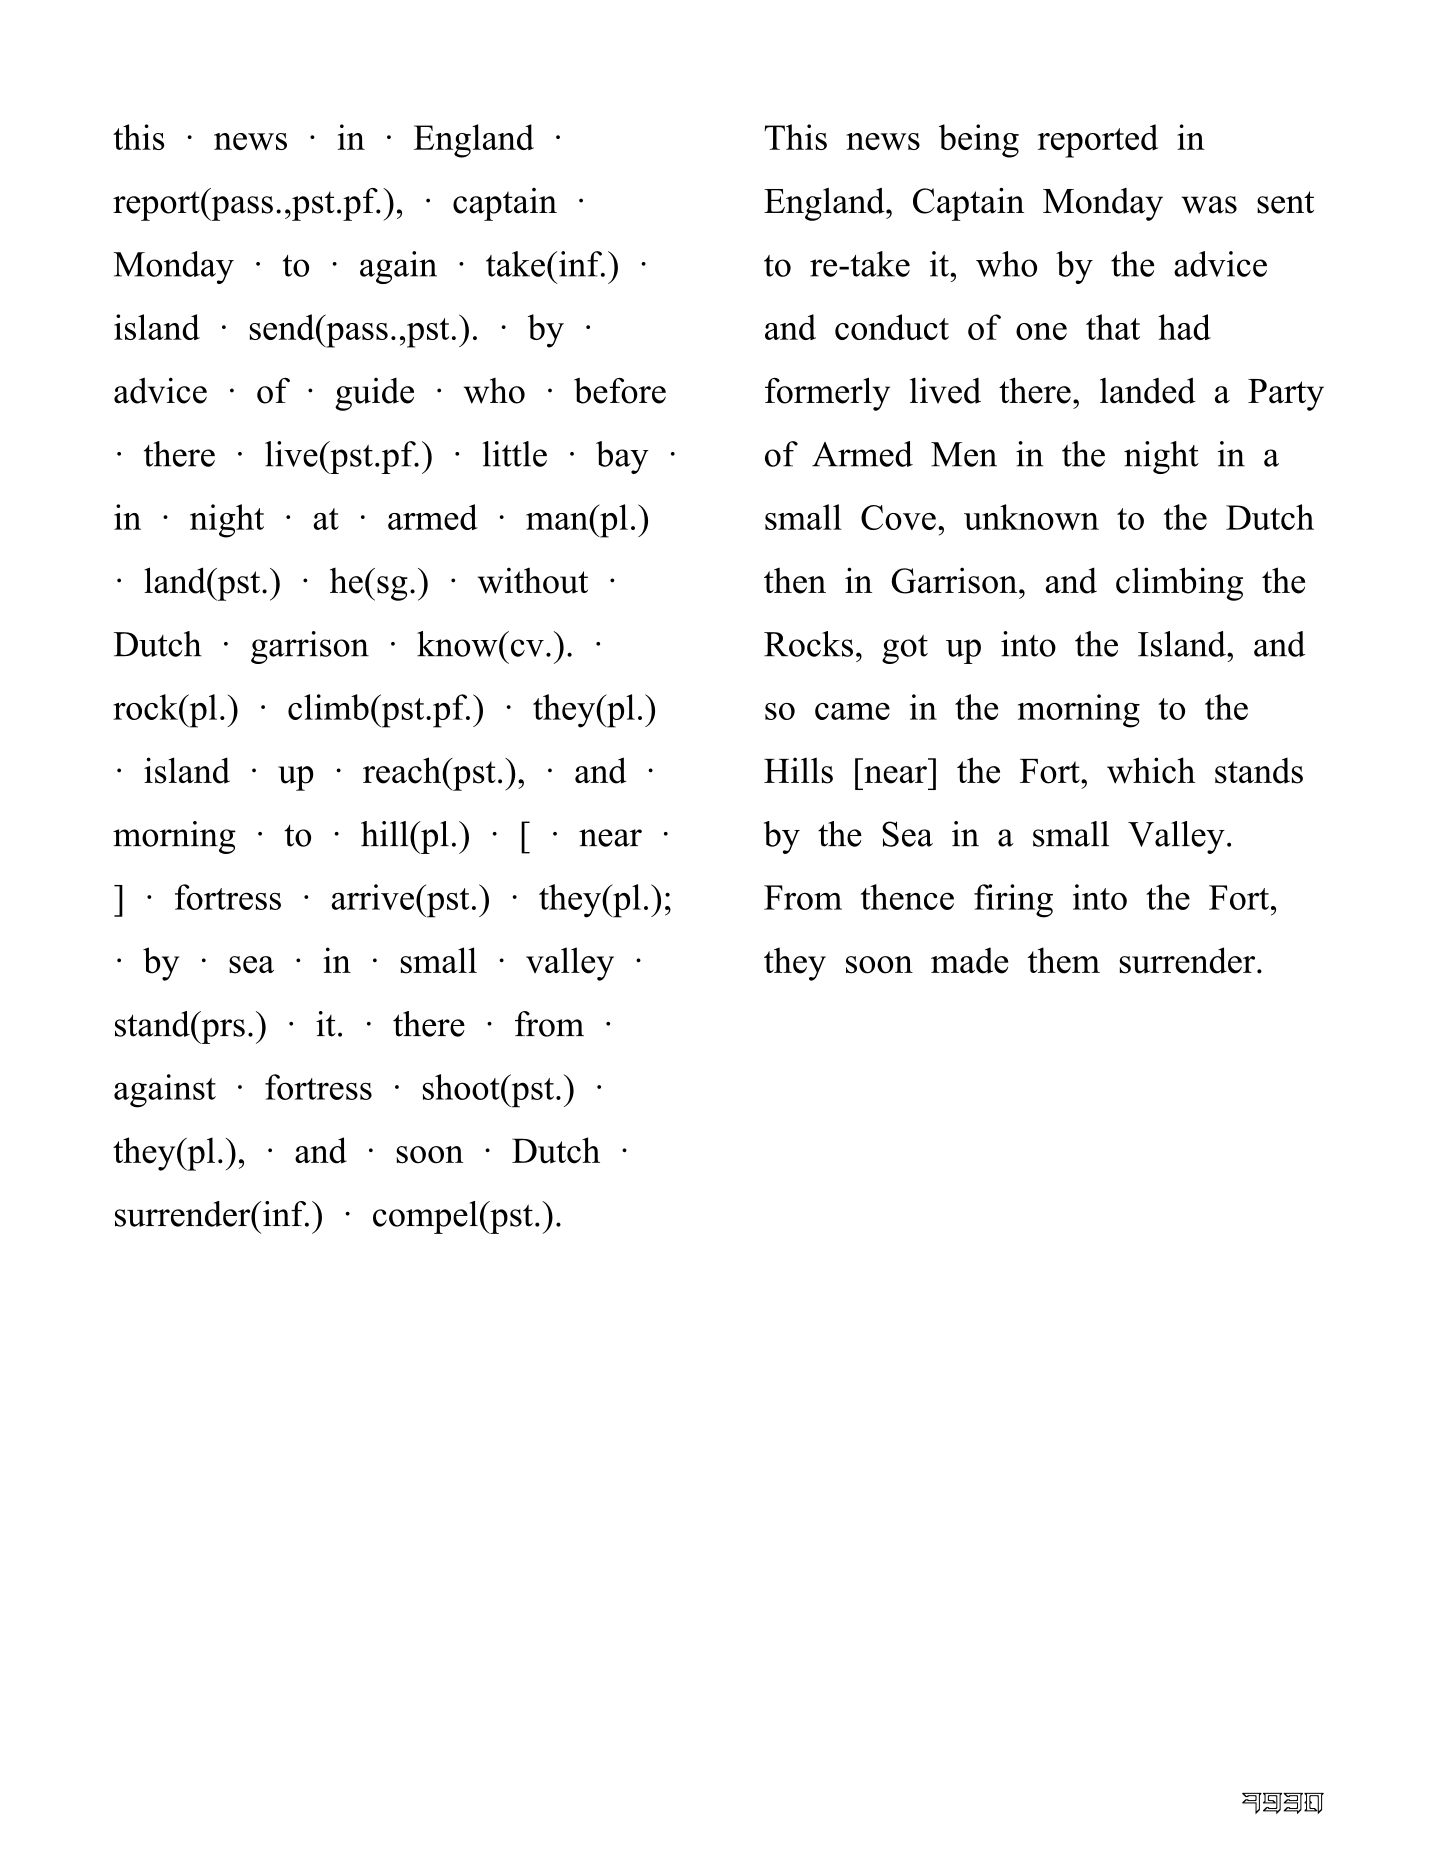 this · news · in · England ·
report(pass.,pst.pf.), · captain ·
Monday · to · again · take(inf.) ·
island · send(pass.,pst.). · by ·
advice · of · guide · who · before
· there · live(pst.pf.) · little · bay ·
in · night · at · armed · man(pl.)
· land(pst.) · he(sg.) · without ·
Dutch · garrison · know(cv.). ·
rock(pl.) · climb(pst.pf.) · they(pl.)
· island · up · reach(pst.), · and ·
morning · to · hill(pl.) · [ · near ·
] · fortress · arrive(pst.) · they(pl.);
· by · sea · in · small · valley ·
stand(prs.) · it. · there · from ·
against · fortress · shoot(pst.) ·
they(pl.), · and · soon · Dutch ·
surrender(inf.) · compel(pst.).
This news being reported in
England, Captain Monday was sent
to re-take it, who by the advice
and conduct of one that had
formerly lived there, landed a Party
of Armed Men in the night in a
small Cove, unknown to the Dutch
then in Garrison, and climbing the
Rocks, got up into the Island, and
so came in the morning to the
Hills [near] the Fort, which stands
by the Sea in a small Valley.
From thence firing into the Fort,
they soon made them surrender.